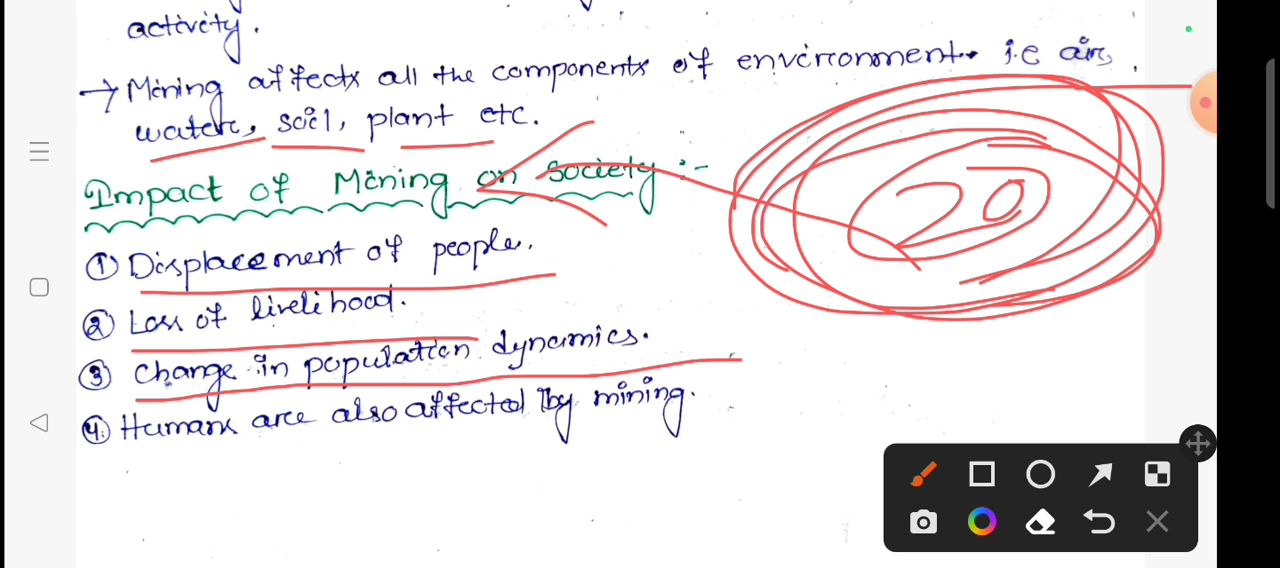 activity.
→ Mining affects all the components of environment. i.e air,
water, soil, plant etc.
Impact of Mining on Society :-
20
① Displacement of people.
② Loss of livelihood.
③ Change in population dynamics.
④ Humans are also affected by mining.